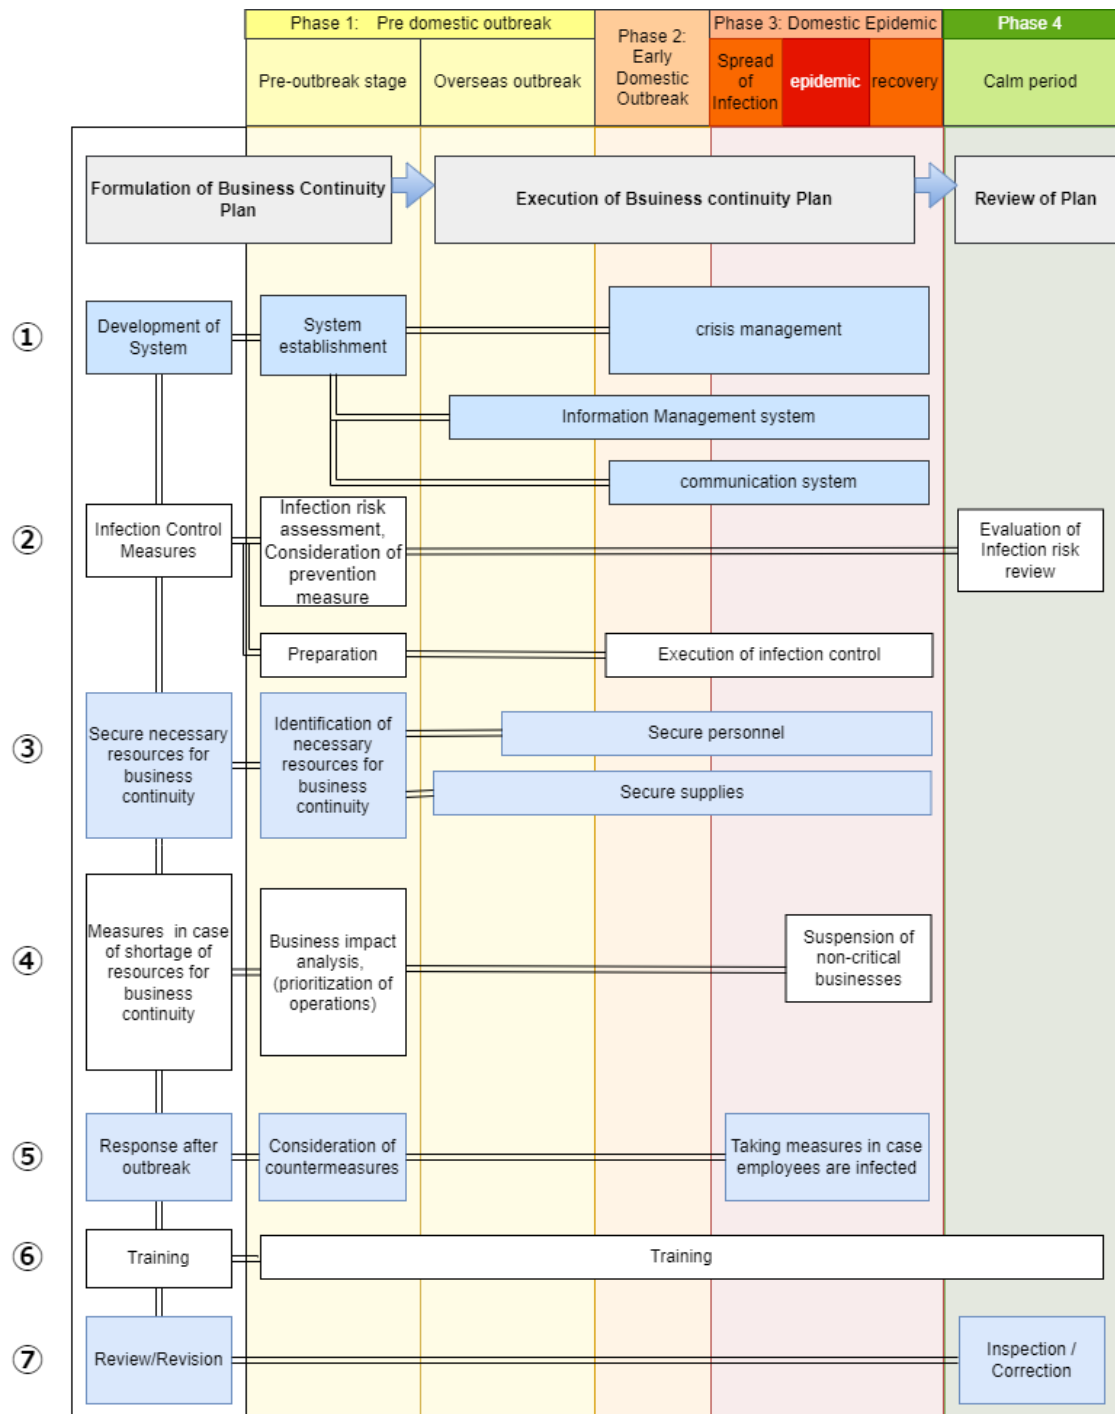 Phase 1: Pre domestic outbreak
Phase 2:
Early
Domestic
Outbreak
Phase 3: Domestic Epidemic
Phase 4
Pre-outbreak stage
Overseas outbreak
Spread
of
Infection
epidemic
recovery
Calm period
Formulation of Business Continuity
Plan
Execution of Bsuiness continuity Plan
Review of Plan
①
Development of
System
System
establishment
crisis management
Information Management system
communication system
②
Infection Control
Measures
Infection risk
assessment,
Consideration of
prevention
measure
Evaluation of
Infection risk
review
Preparation
Execution of infection control
③
Secure necessary
resources for
business
continuity
Identification of
necessary
resources for
business
continuity
Secure personnel
Secure supplies
④
Measures in case
of shortage of
resources for
business
continuity
Business impact
analysis,
(prioritization of
operations)
Suspension of
non-critical
businesses
⑤
Response after
outbreak
Consideration of
countermeasures
Taking measures in case
employees are infected
⑥
Training
Training
⑦
Review/Revision
Inspection /
Correction